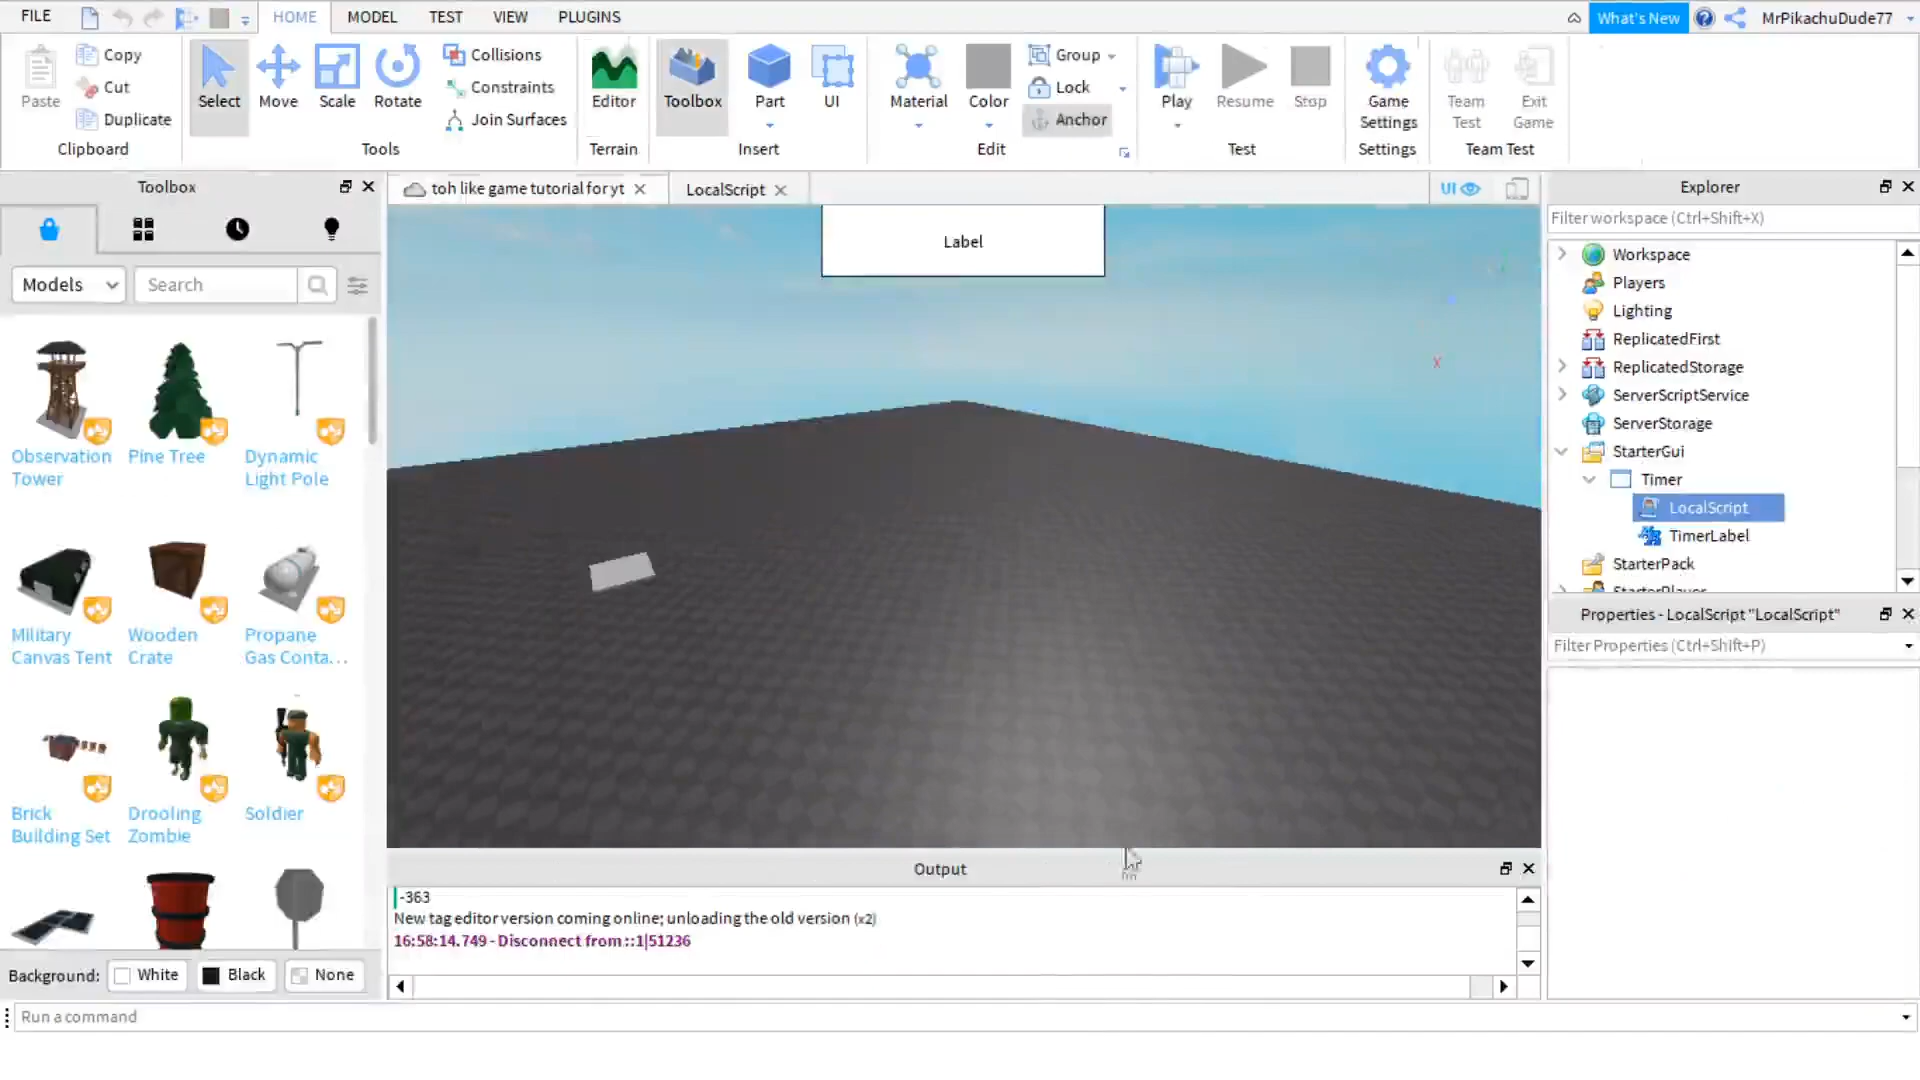 FILE
HOME
MODEL
TEST
VIEW
PLUGINS
What's New
MrPikachuDude77
Paste
Copy
Cut
Duplicate
Clipboard
Select
Move
Scale
Rotate
Collisions
Constraints
Join Surfaces
Tools
Editor
Terrain
Toolbox
Part
UI
Insert
Material
Color
Group
Lock
Anchor
Edit
Play
Resume
Stop
Test
Game
Settings
Settings
Team
Test
Exit
Game
Team Test
Toolbox
Models
Search
Observation
Tower
Pine Tree
Dynamic
Light Pole
Military
Canvas Tent
Wooden
Crate
Propane
Gas Conta...
Brick
Building Set
Drooling
Zombie
Soldier
Background:
White
Black
None
toh like game tutorial for yt
LocalScript
UI
Label
X
Output
-363
New tag editor version coming online; unloading the old version (x2)
16:58:14.749 - Disconnect from ::1|51236
Run a command
Explorer
Filter workspace (Ctrl+Shift+X)
Workspace
Players
Lighting
ReplicatedFirst
ReplicatedStorage
ServerScriptService
ServerStorage
StarterGui
Timer
LocalScript
TimerLabel
StarterPack
StarterPlayer
Properties - LocalScript "LocalScript"
Filter Properties (Ctrl+Shift+P)